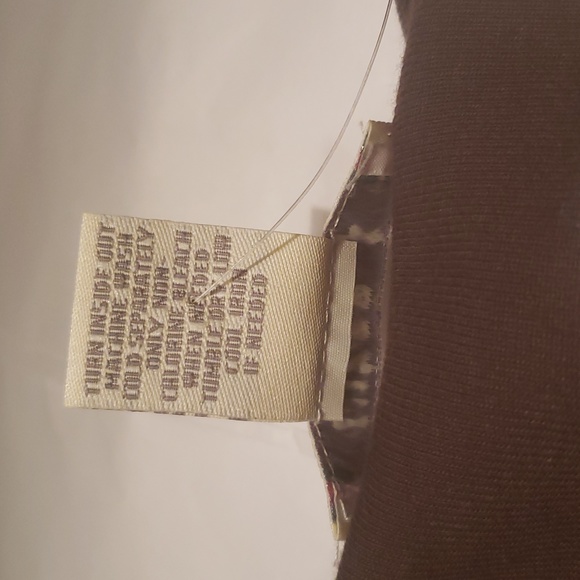 TURN INSIDE OUT
MACHINE WASH
COLD SEPARATELY
ONLY NON-
CHLORINE BLEACH
WHEN NEEDED
TUMBLE DRY LOW
COOL IRON
IF NEEDED